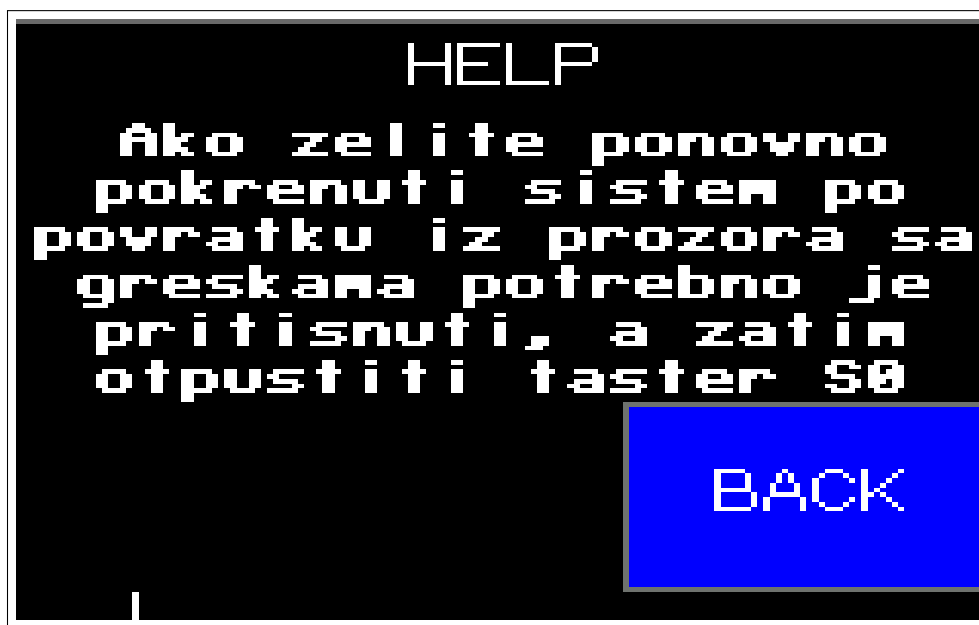 HELP
Ako zelite ponovno
pokrenuti sistem po
povratku iz prozora sa
greskama potrebno je
pritisnuti, a zatim
otpustiti taster S0
BACK